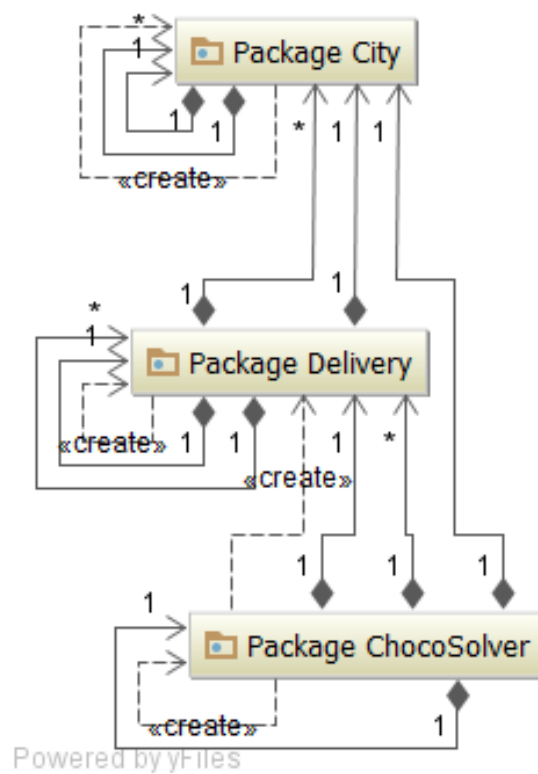 *
1
Package City
1
1
* 1 1
«create»
1
1
1
*
1
Package Delivery
«create» 1 1
1 *
«create»
1 1 1
1
Package ChocoSolver
«create»
1
Powered by yFiles